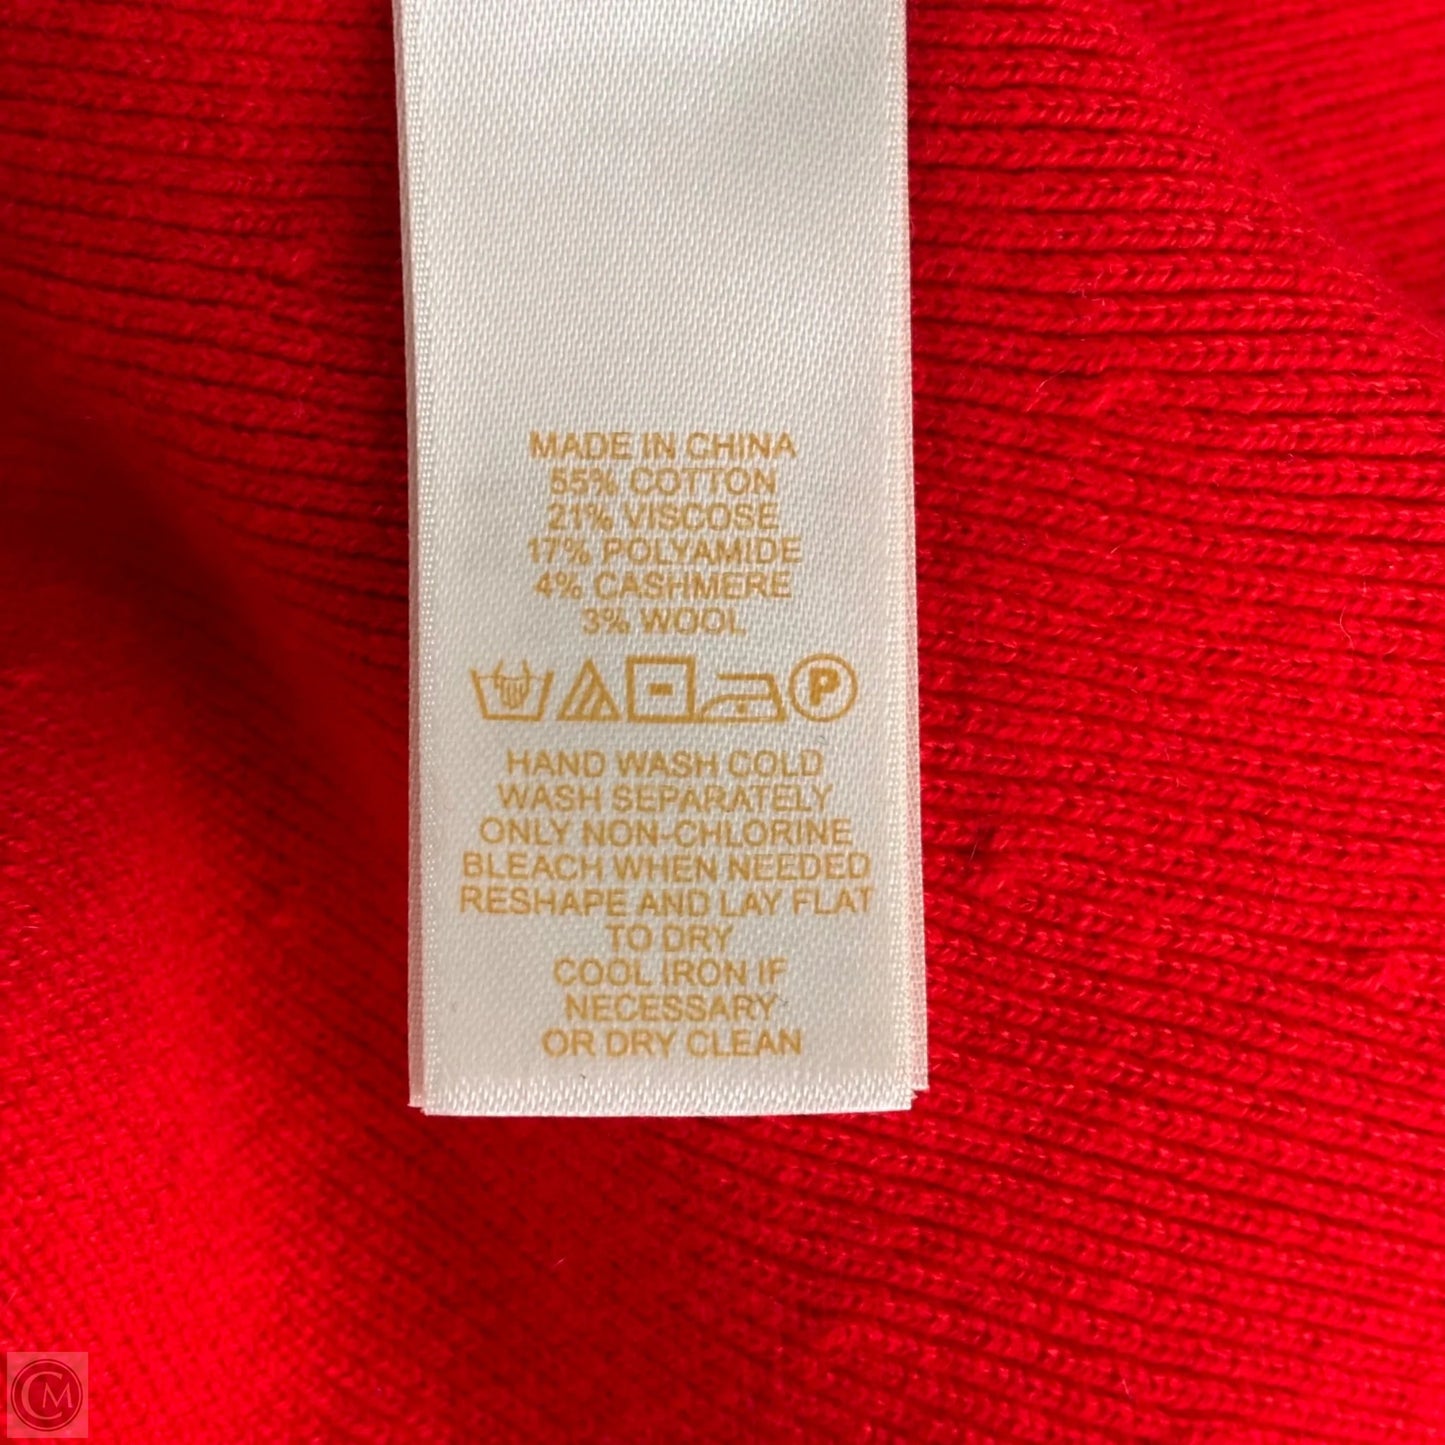 MADE IN CHINA
55% COTTON
21% VISCOSE
17% POLYAMIDE
4% CASHMERE
3% WOOL
P
HAND WASH COLD
WASH SEPARATELY
ONLY NON-CHLORINE
BLEACH WHEN NEEDED
RESHAPE AND LAY FLAT
TO DRY
COOL IRON IF
NECESSARY
OR DRY CLEAN
CM